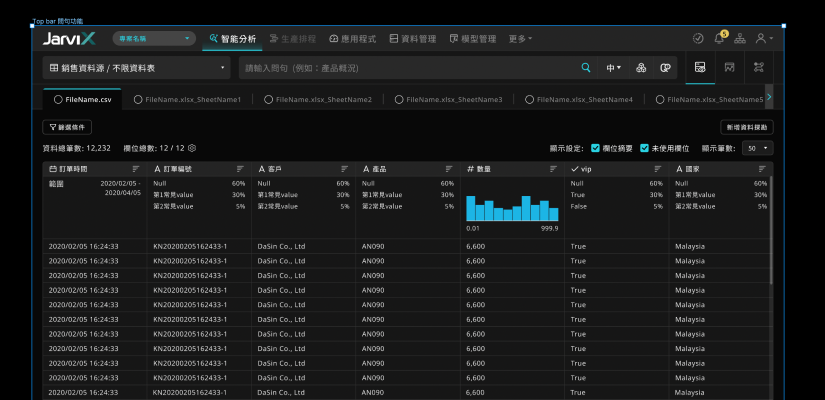 Top bar 問句功能
JarviX 專案名稱 智能分析 生產排程 應用程式 資料管理 模型管理 更多 5
銷售資料源 / 不限資料表 請輸入問句 (例如：產品概況) 中
FileName.csv FileName.xlsx_SheetName1 FileName.xlsx_SheetName2 FileName.xlsx_SheetName3 FileName.xlsx_SheetName4 FileName.xlsx_SheetName5
篩選條件 新增資料探勘
資料總筆數: 12,232 欄位總數: 12 / 12 顯示設定: 欄位摘要 未使用欄位 顯示筆數: 50
訂單時間 A 訂單編號 A 客戶 A 產品 # 數量 vip A 國家
範圍 2020/02/05 - Null 60% Null 60% Null 60% Null 60% Null 60%
2020/04/05 第1常見value 30% 第1常見value 30% 第1常見value 30% True 30% 第1常見value 30%
第2常見value 5% 第2常見value 5% 第2常見value 5% False 5% 第2常見value 5%
0.01 999.9
2020/02/05 16:24:33 KN20200205162433-1 DaSin Co., Ltd AN090 6,600 True Malaysia
2020/02/05 16:24:33 KN20200205162433-1 DaSin Co., Ltd AN090 6,600 True Malaysia
2020/02/05 16:24:33 KN20200205162433-1 DaSin Co., Ltd AN090 6,600 True Malaysia
2020/02/05 16:24:33 KN20200205162433-1 DaSin Co., Ltd AN090 6,600 True Malaysia
2020/02/05 16:24:33 KN20200205162433-1 DaSin Co., Ltd AN090 6,600 True Malaysia
2020/02/05 16:24:33 KN20200205162433-1 DaSin Co., Ltd AN090 6,600 True Malaysia
2020/02/05 16:24:33 KN20200205162433-1 DaSin Co., Ltd AN090 6,600 True Malaysia
2020/02/05 16:24:33 KN20200205162433-1 DaSin Co., Ltd AN090 6,600 True Malaysia
2020/02/05 16:24:33 KN20200205162433-1 DaSin Co., Ltd AN090 6,600 True Malaysia
2020/02/05 16:24:33 KN20200205162433-1 DaSin Co., Ltd AN090 6,600 True Malaysia
2020/02/05 16:24:33 KN20200205162433-1 DaSin Co., Ltd AN090 6,600 True Malaysia